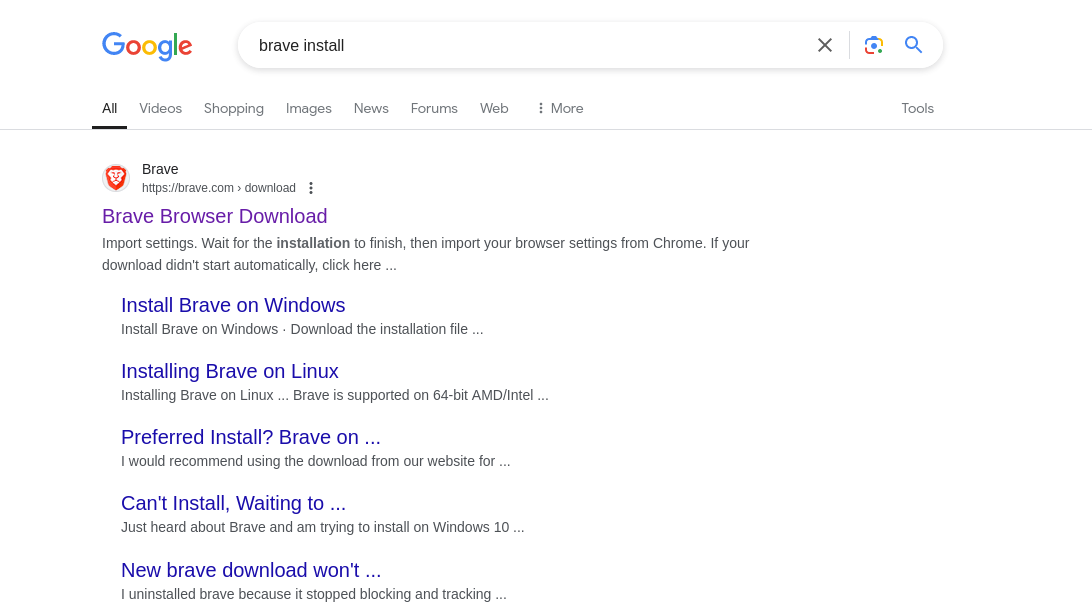 Google
brave install
All
Videos
Shopping
Images
News
Forums
Web
More
Tools
Brave
https://brave.com › download
Brave Browser Download
Import settings. Wait for the installation to finish, then import your browser settings from Chrome. If your
download didn't start automatically, click here ...
Install Brave on Windows
Install Brave on Windows · Download the installation file ...
Installing Brave on Linux
Installing Brave on Linux ... Brave is supported on 64-bit AMD/Intel ...
Preferred Install? Brave on ...
I would recommend using the download from our website for ...
Can't Install, Waiting to ...
Just heard about Brave and am trying to install on Windows 10 ...
New brave download won't ...
I uninstalled brave because it stopped blocking and tracking ...